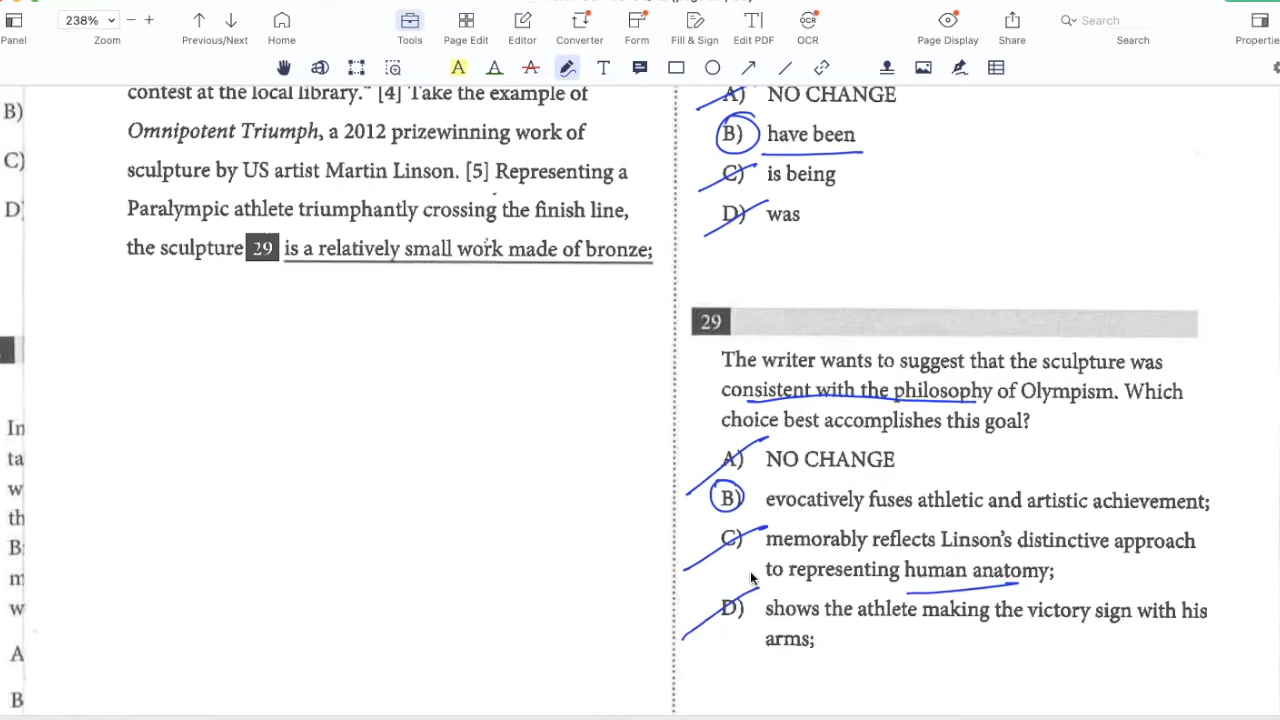 238%
Panel
Zoom
Previous/Next
Home
Tools
Page Edit
Editor
Converter
Form
Fill & Sign
Edit PDF
OCR
OCR
Page Display
Share
Search
Search
Propertie
A
A
A
T
B)
C)
D
In
ta
w
th
B
m
w
A
B
contest at the local library." [4] Take the example of
Omnipotent Triumph, a 2012 prizewinning work of
sculpture by US artist Martin Linson. [5] Representing a
Paralympic athlete triumphantly crossing the finish line,
the sculpture 29 is a relatively small work made of bronze;
A) NO CHANGE
B) have been
C) is being
D) was
29
The writer wants to suggest that the sculpture was
consistent with the philosophy of Olympism. Which
choice best accomplishes this goal?
A) NO CHANGE
B) evocatively fuses athletic and artistic achievement;
C) memorably reflects Linson's distinctive approach
to representing human anatomy;
D) shows the athlete making the victory sign with his
arms;